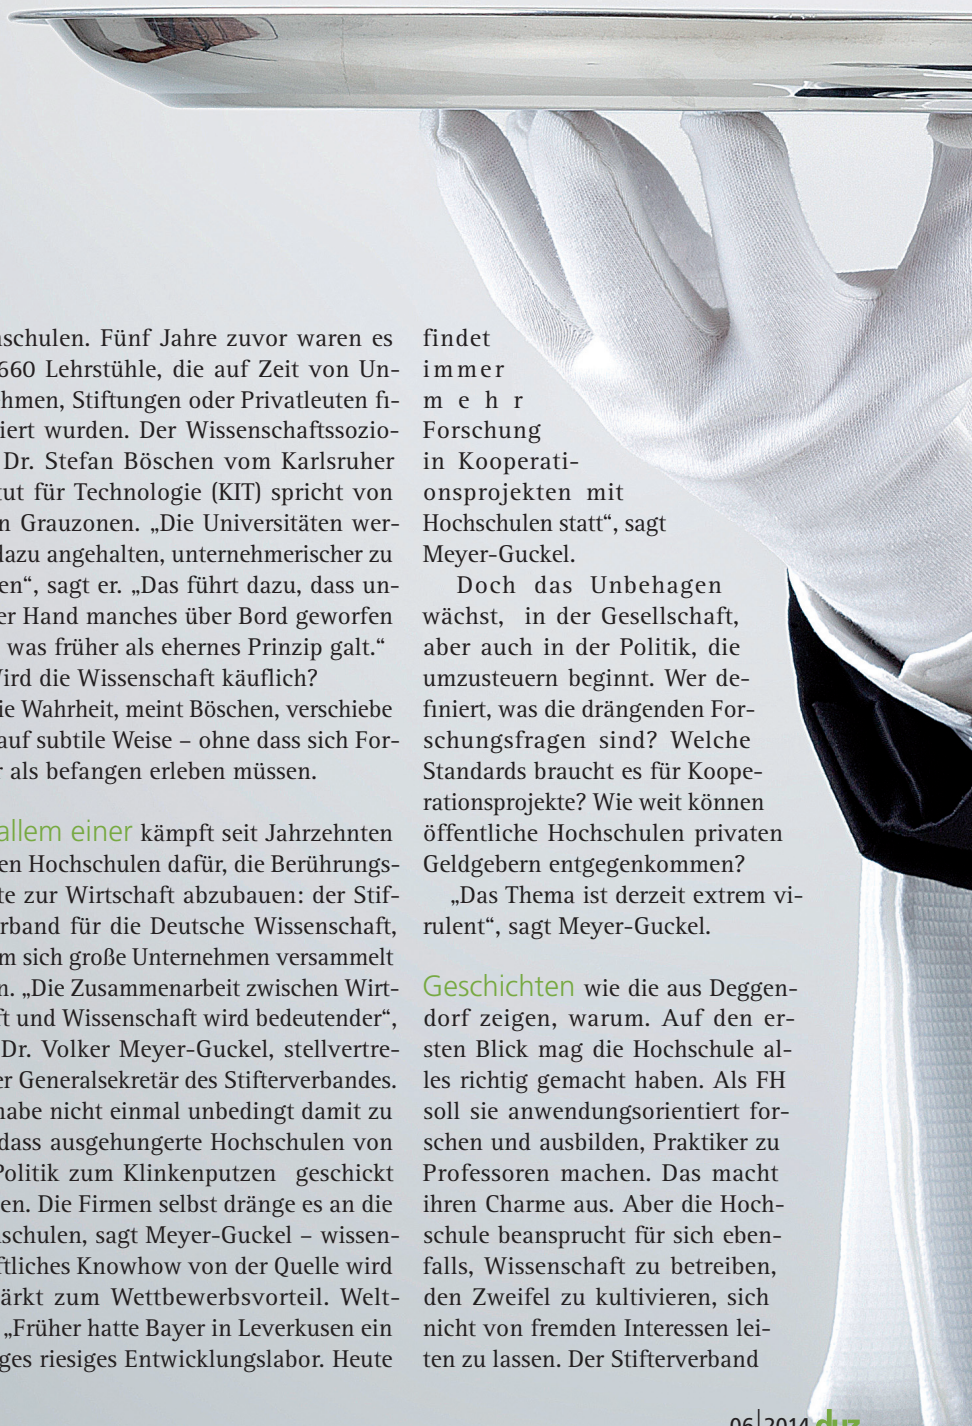 schulen. Fünf Jahre zuvor waren es
660 Lehrstühle, die auf Zeit von Un-
hmen, Stiftungen oder Privatleuten fi-
iert wurden. Der Wissenschaftssozio-
Dr. Stefan Böschen vom Karlsruher
tut für Technologie (KIT) spricht von
n Grauzonen. „Die Universitäten wer-
dazu angehalten, unternehmerischer zu
en“, sagt er. „Das führt dazu, dass un-
er Hand manches über Bord geworfen
was früher als ehernes Prinzip galt.“
Wird die Wissenschaft käuflich?
ie Wahrheit, meint Böschen, verschiebe
auf subtile Weise – ohne dass sich For-
r als befangen erleben müssen.
allem einer kämpft seit Jahrzehnten
en Hochschulen dafür, die Berührungs-
te zur Wirtschaft abzubauen: der Stif-
rband für die Deutsche Wissenschaft,
m sich große Unternehmen versammelt
n. „Die Zusammenarbeit zwischen Wirt-
ft und Wissenschaft wird bedeutender“,
Dr. Volker Meyer-Guckel, stellvertre-
er Generalsekretär des Stifterverbandes.
habe nicht einmal unbedingt damit zu
dass ausgehungerte Hochschulen von
Politik zum Klinkenputzen geschickt
en. Die Firmen selbst dränge es an die
schulen, sagt Meyer-Guckel – wissen-
ftliches Knowhow von der Quelle wird
ärkt zum Wettbewerbsvorteil. Welt-
„Früher hatte Bayer in Leverkusen ein
ges riesiges Entwicklungslabor. Heute
findet
immer
mehr
Forschung
in Kooperati-
onsprojekten mit
Hochschulen statt“, sagt
Meyer-Guckel.
Doch das Unbehagen
wächst, in der Gesellschaft,
aber auch in der Politik, die
umzusteuern beginnt. Wer de-
finiert, was die drängenden For-
schungsfragen sind? Welche
Standards braucht es für Koope-
rationsprojekte? Wie weit können
öffentliche Hochschulen privaten
Geldgebern entgegenkommen?
„Das Thema ist derzeit extrem vi-
rulent“, sagt Meyer-Guckel.
Geschichten wie die aus Deggen-
dorf zeigen, warum. Auf den er-
sten Blick mag die Hochschule al-
les richtig gemacht haben. Als FH
soll sie anwendungsorientiert for-
schen und ausbilden, Praktiker zu
Professoren machen. Das macht
ihren Charme aus. Aber die Hoch-
schule beansprucht für sich eben-
falls, Wissenschaft zu betreiben,
den Zweifel zu kultivieren, sich
nicht von fremden Interessen lei-
ten zu lassen. Der Stifterverband
06|2014 duz